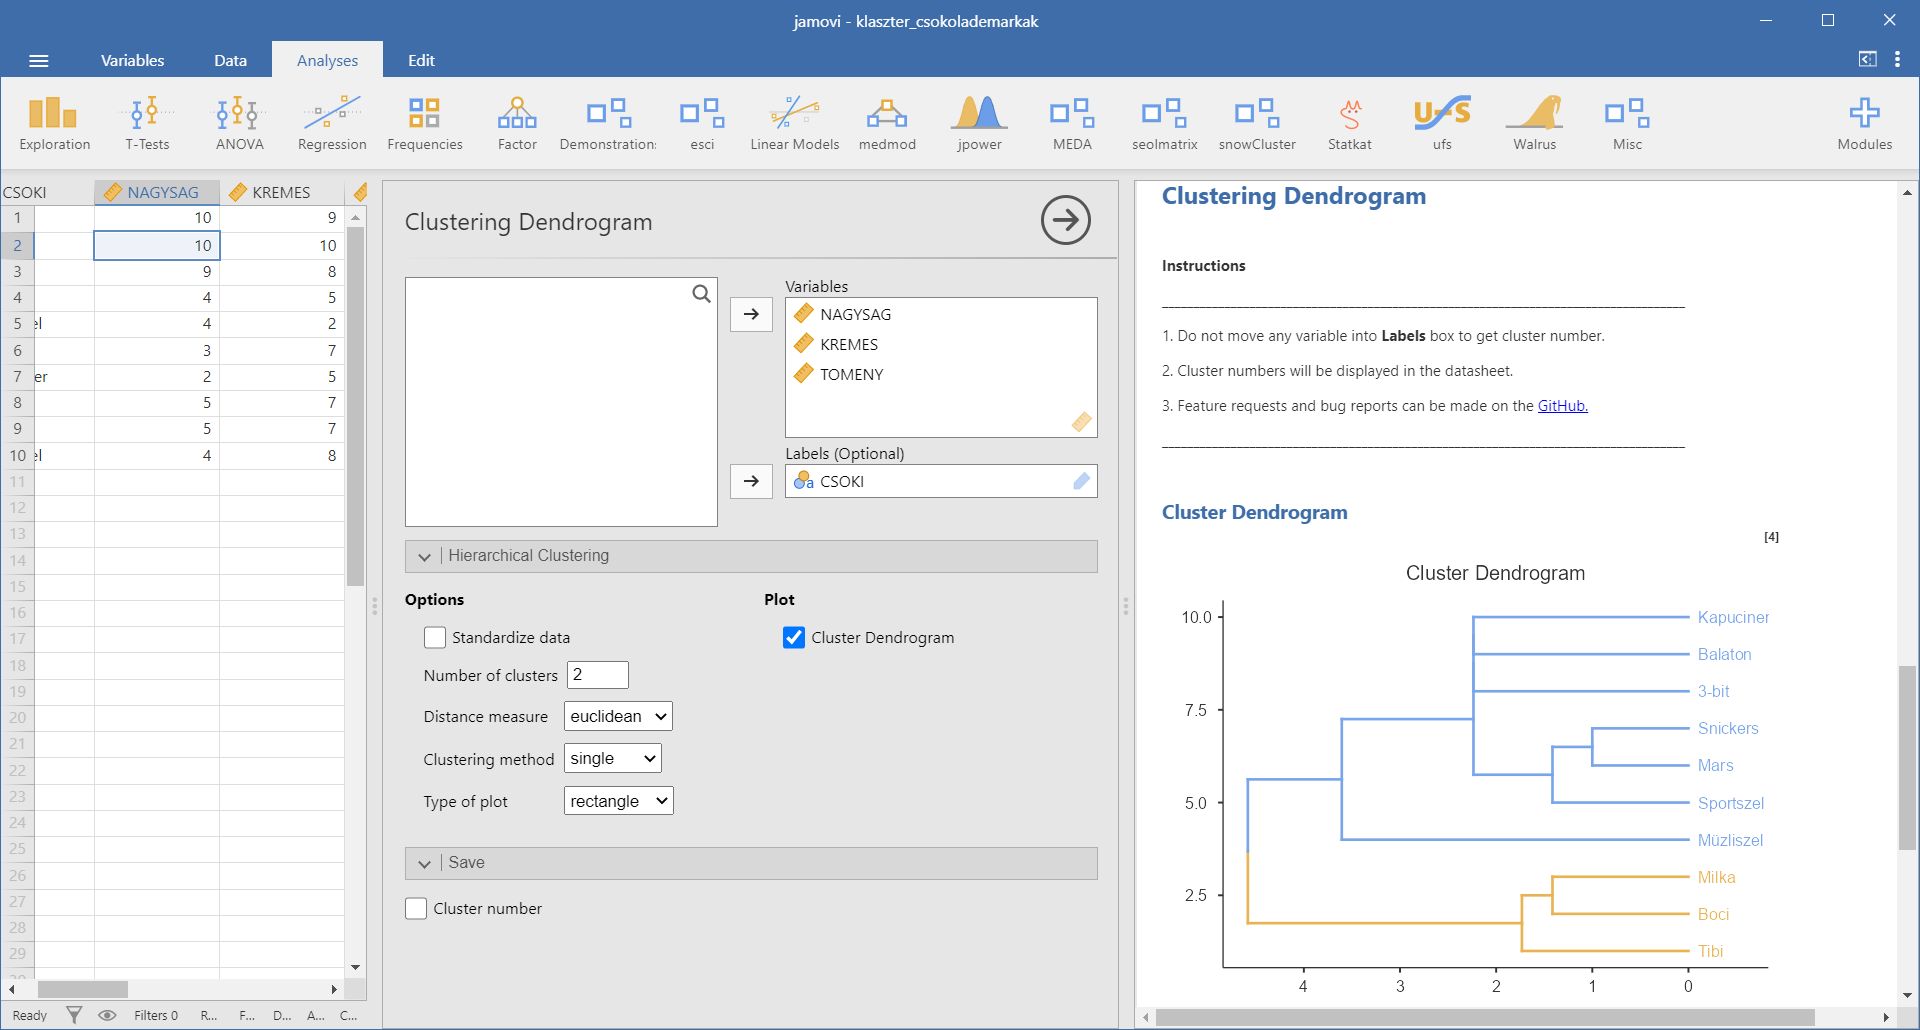 jamovi - klaszter_csokolademarkak
Variables Data Analyses Edit
Exploration T-Tests ANOVA Regression Frequencies Factor Demonstration: esci Linear Models medmod jpower MEDA seolmatrix snowCluster Statkat ufs Walrus Misc Modules
CSOKI NAGYSAG KREMES
1 10 9
2 10 10
3 9 8
4 4 5
5 el 4 2
6 3 7
7 er 2 5
8 5 7
9 5 7
10 el 4 8
11
12
13
14
15
16
17
18
19
20
21
22
23
24
25
26
27
28
29
Ready Filters 0 R... F... D... A... C...
Clustering Dendrogram
Variables
NAGYSAG
KREMES
TOMENY
Labels (Optional)
CSOKI
Hierarchical Clustering
Options Plot
Standardize data Cluster Dendrogram
Number of clusters 2
Distance measure euclidean
Clustering method single
Type of plot rectangle
Save
Cluster number
Clustering Dendrogram
Instructions
1. Do not move any variable into Labels box to get cluster number.
2. Cluster numbers will be displayed in the datasheet.
3. Feature requests and bug reports can be made on the GitHub.
Cluster Dendrogram
[4]
Cluster Dendrogram
10.0 Kapuciner
Balaton
3-bit
7.5
Snickers
Mars
5.0 Sportszel
Müzliszel
Milka
2.5
Boci
Tibi
4 3 2 1 0